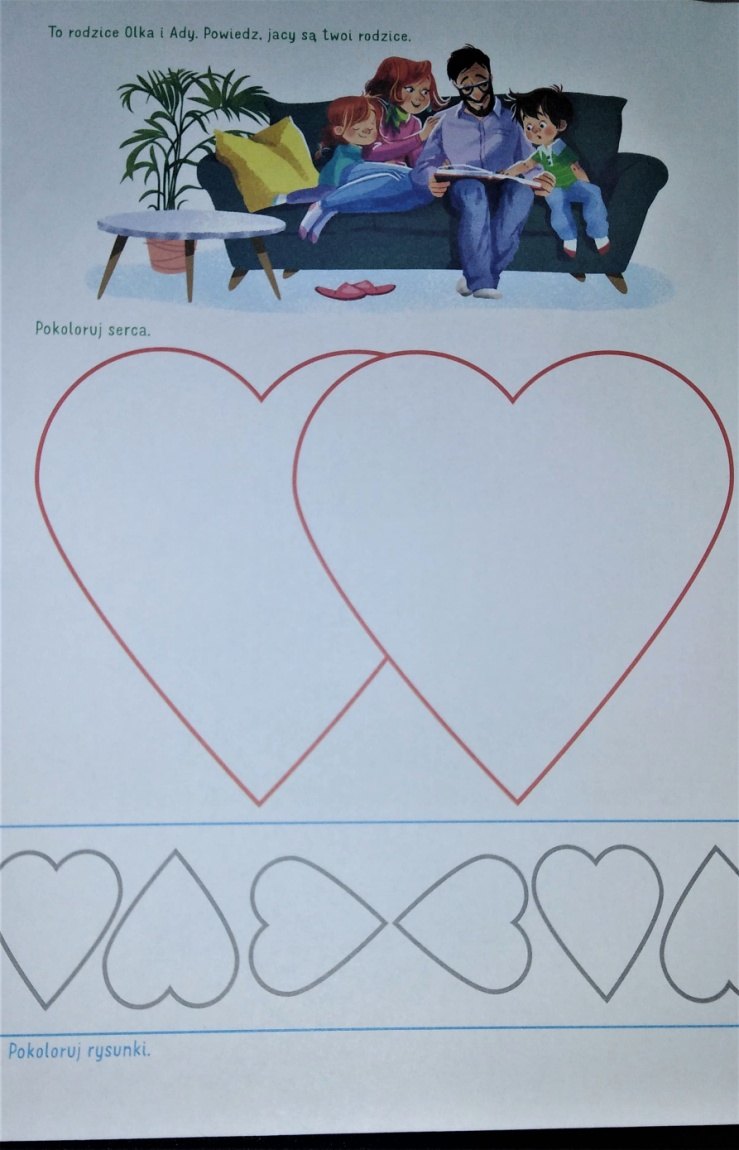 To rodzice Olka i Ady. Powiedz, jacy są twoi rodzice.
Pokoloruj serca.
Pokoloruj rysunki.